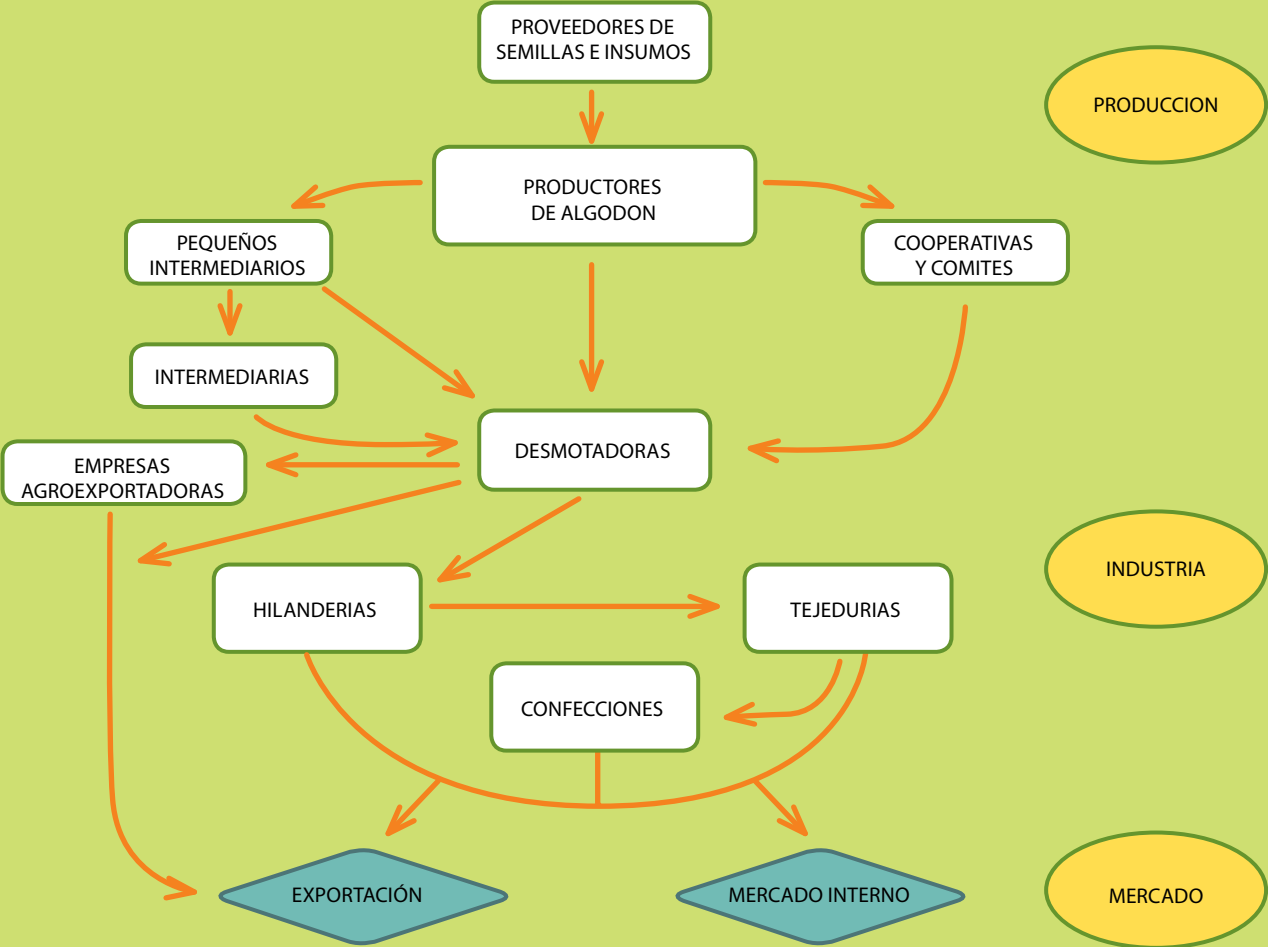 PROVEEDORES DE
SEMILLAS E INSUMOS
PRODUCCION
PRODUCTORES
DE ALGODON
PEQUEÑOS
INTERMEDIARIOS
COOPERATIVAS
Y COMITES
INTERMEDIARIAS
DESMOTADORAS
EMPRESAS
AGROEXPORTADORAS
INDUSTRIA
HILANDERIAS
TEJEDURIAS
CONFECCIONES
EXPORTACIÓN
MERCADO INTERNO
MERCADO